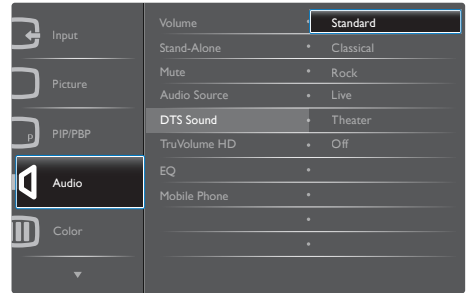 Input
Picture
P
PIP/PBP
Audio
Color
Volume
Stand-Alone
Mute
Audio Source
DTS Sound
TruVolume HD
EQ
Mobile Phone
Standard
Classical
Rock
Live
Theater
Off